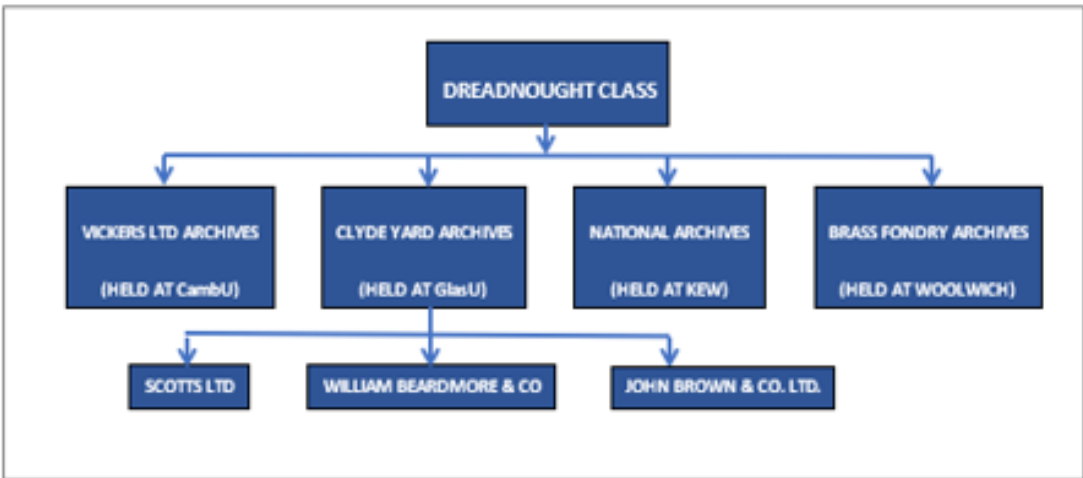 DREADNOUGHT CLASS
VICKERS LTD ARCHIVES
(HELD AT CambU)
CLYDE YARD ARCHIVES
(HELD AT GlasU)
NATIONAL ARCHIVES
(HELD AT KEW)
BRASS FONDRY ARCHIVES
(HELD AT WOOLWICH)
SCOTTS LTD
WILLIAM BEARDMORE & CO
JOHN BROWN & CO. LTD.